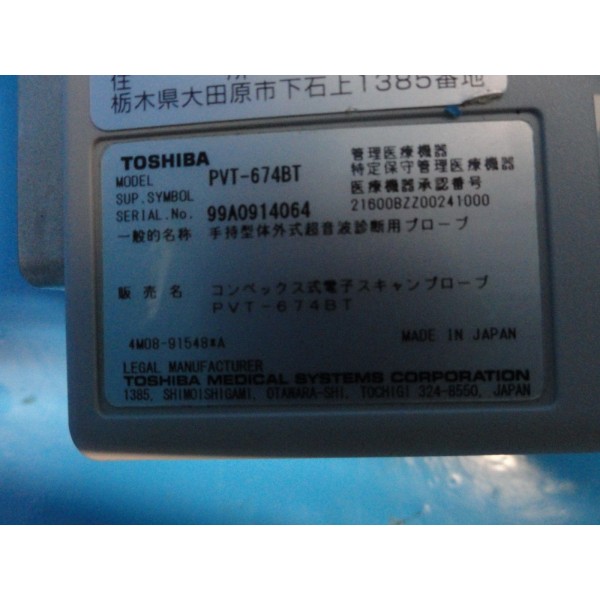 住 所
栃木県大田原市下石上1385番地
TOSHIBA
管理医療機器
MODEL PVT-674BT
特定保守管理医療機器
SUP.SYMBOL
医療機器承認番号
SERIAL.No. 99A0914064
21600BZZ00241000
一般的名称 手持型体外式超音波診断用プローブ
販売名 コンベックス式電子スキャンプローブ
PVT-674BT
4M08-91548*A
MADE IN JAPAN
LEGAL MANUFACTURER
TOSHIBA MEDICAL SYSTEMS CORPORATION
1385, SHIMOISHIGAMI, OTAWARA-SHI, TOCHIGI 324-8550, JAPAN